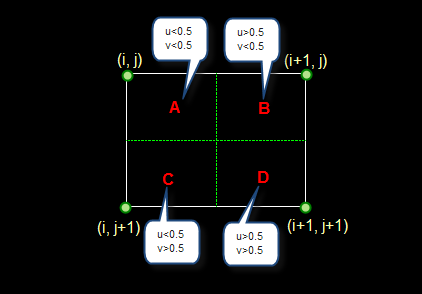 u<0.5
v<0.5
u>0.5
v<0.5
(i, j)
(i+1, j)
A
B
C
D
(i, j+1)
u<0.5
v>0.5
u>0.5
v>0.5
(i+1, j+1)